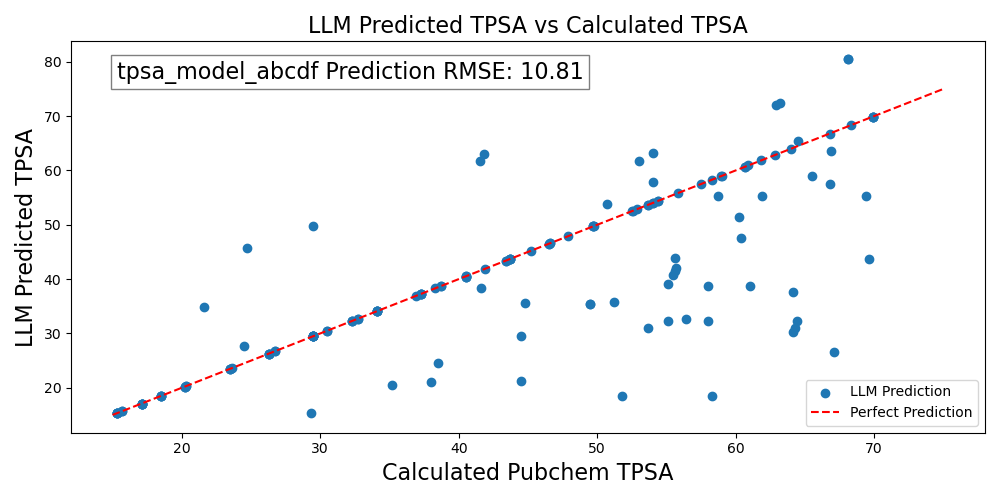 LLM Predicted TPSA vs Calculated TPSA
tpsa_model_abcdf Prediction RMSE: 10.81
LLM Predicted TPSA
80
70
60
50
40
30
20
20 30 40 50 60 70
Calculated Pubchem TPSA
LLM Prediction
Perfect Prediction